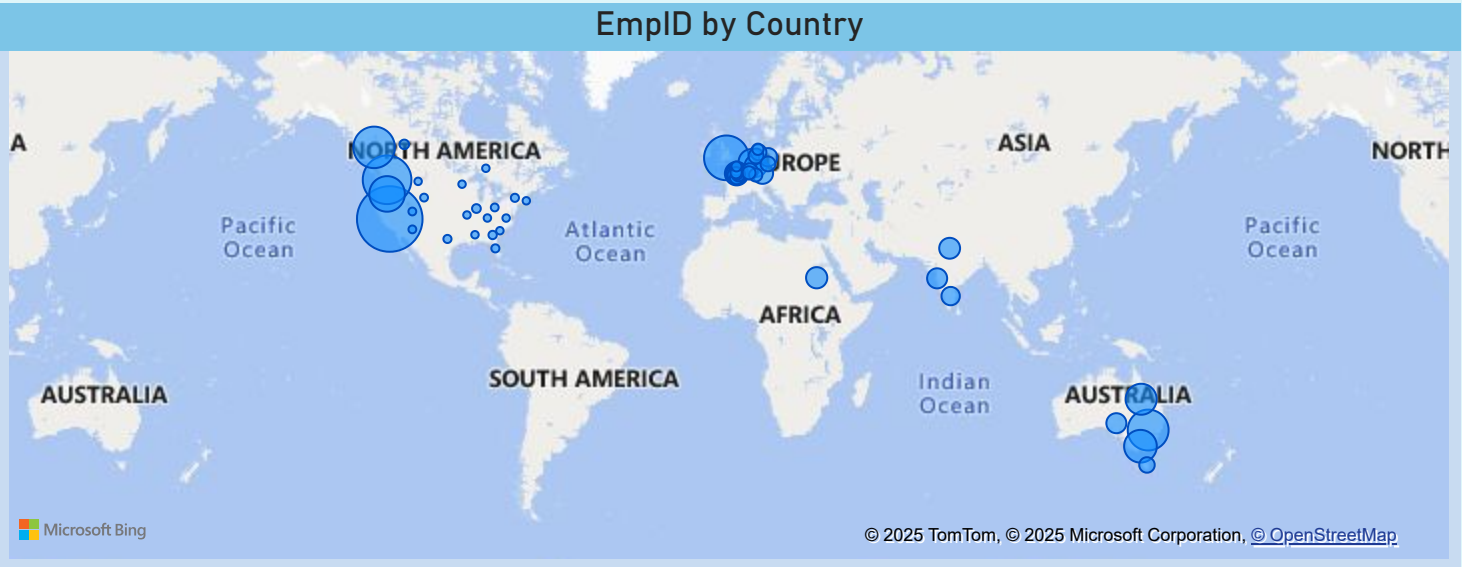 EmpID by Country
A
NORTH AMERICA
EUROPE
ASIA
NORTH
Pacific
Ocean
Atlantic
Ocean
Pacific
Ocean
AFRICA
SOUTH AMERICA
Indian
Ocean
AUSTRALIA
AUSTRALIA
Microsoft Bing
© 2025 TomTom, © 2025 Microsoft Corporation, © OpenStreetMap